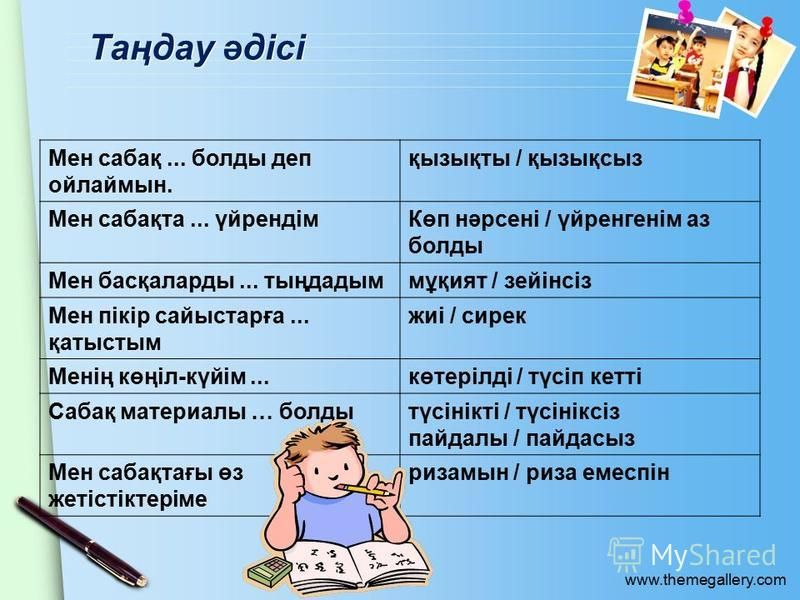 Таңдау әдісі
Мен сабақ ... болды деп
ойлаймын.
қызықты / қызықсыз
Мен сабақта ... үйрендім
Көп нәрсені / үйренгенім аз
болды
Мен басқаларды ... тыңдадым
мұқият / зейінсіз
Мен пікір сайыстарға ...
қатыстым
жиі / сирек
Менің көңіл-күйім ...
көтерілді / түсіп кетті
Сабақ материалы … болды
түсінікті / түсініксіз
пайдалы / пайдасыз
Мен сабақтағы өз
жетістіктеріме
ризамын / риза емеспін
MyShared
www.themegallery.com